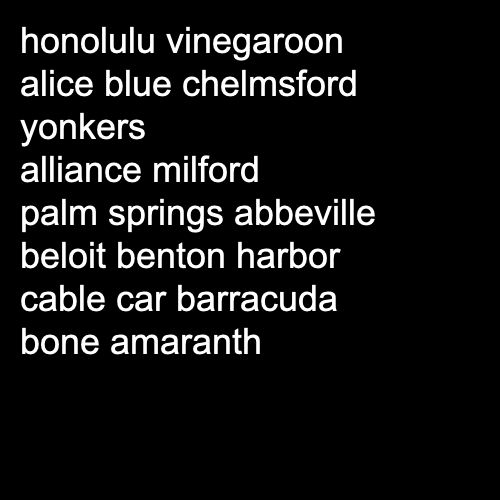 honolulu vinegaroon
alice blue chelmsford
yonkers
alliance milford
palm springs abbeville
beloit benton harbor
cable car barracuda
bone amaranth